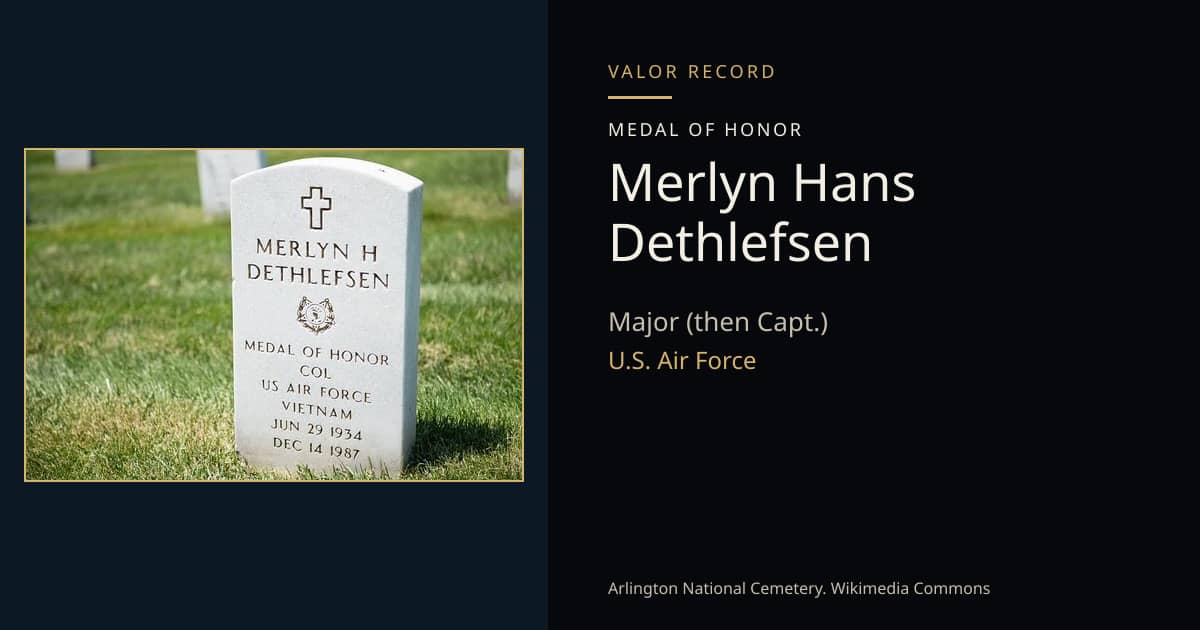 MERLYN H
DETHLEFSEN
MEDAL OF HONOR
COL
US AIR FORCE
VIETNAM
JUN 29 1934
DEC 14 1987
VALOR RECORD
MEDAL OF HONOR
Merlyn Hans
Dethlefsen
Major (then Capt.)
U.S. Air Force
Arlington National Cemetery. Wikimedia Commons